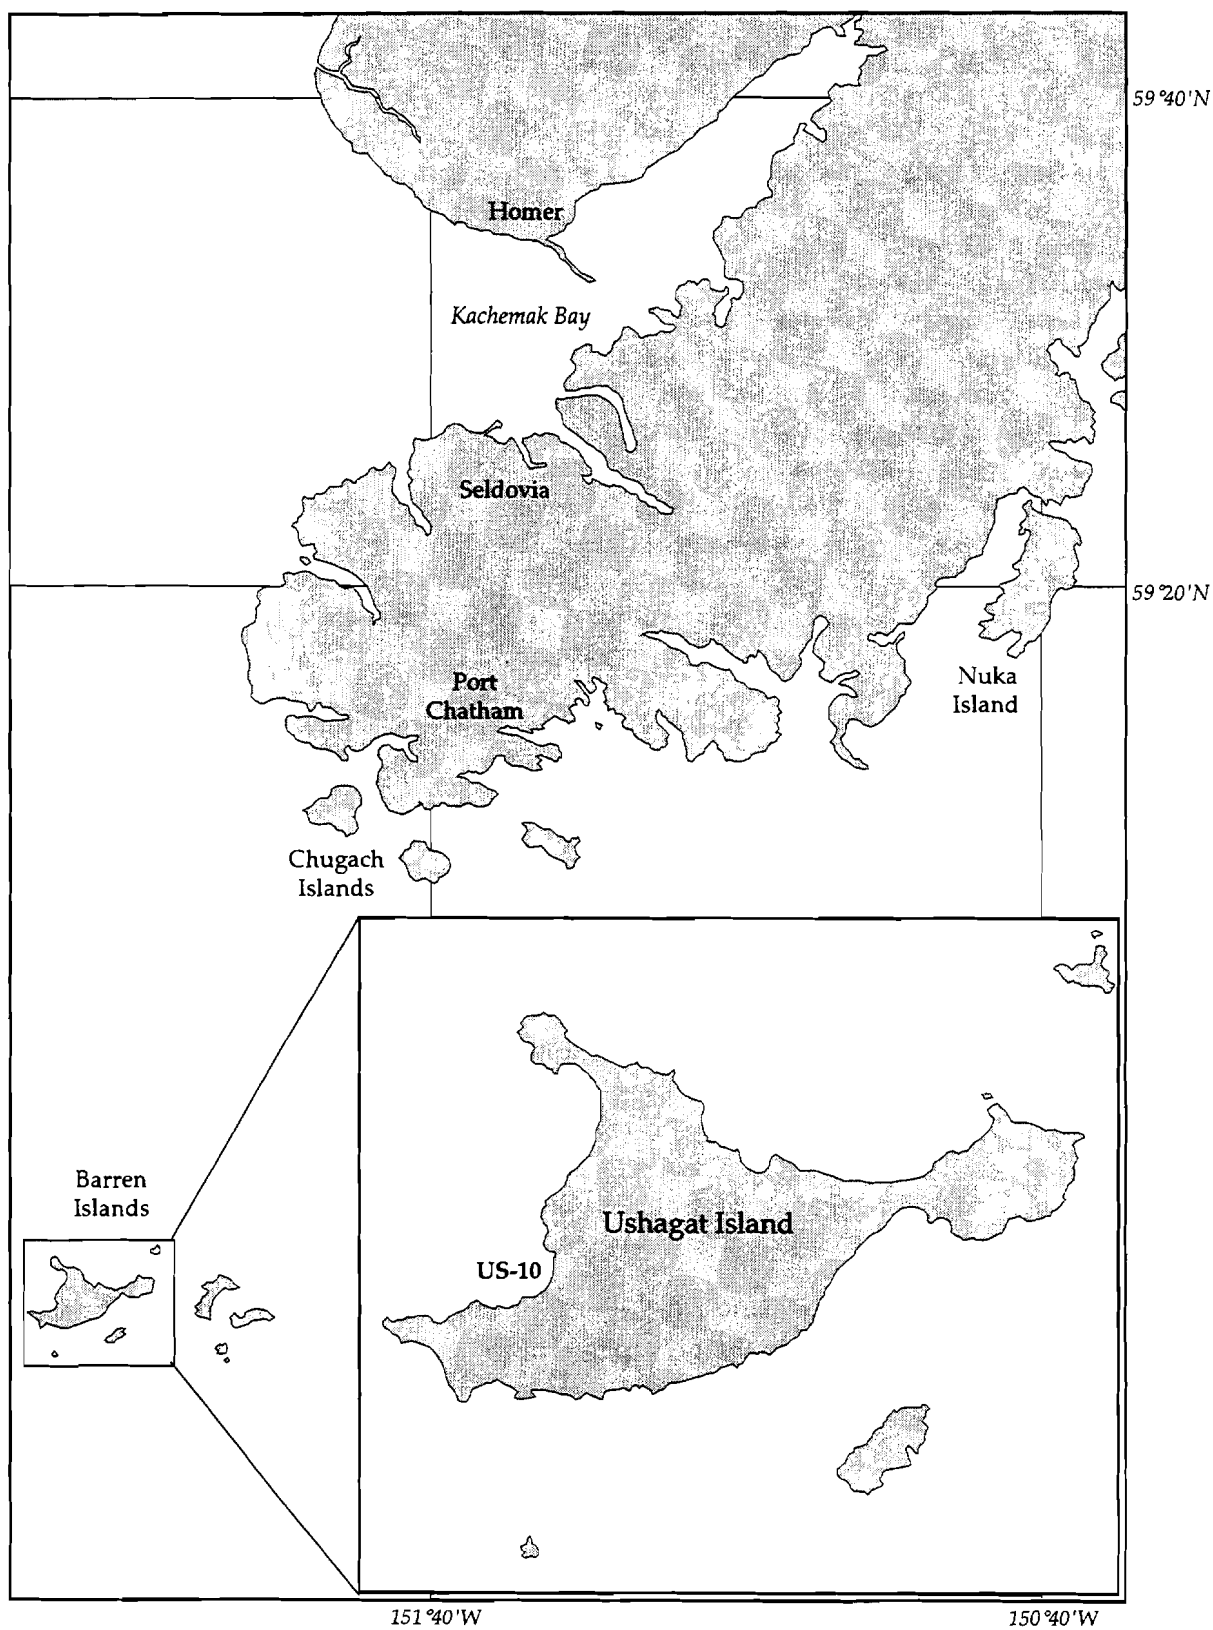 59°40'N
Homer
Kachemak Bay
Seldovia
59°20'N
Nuka
Island
Port
Chatham
Chugach
Islands
Barren
Islands
Ushagat Island
US-10
151°40'W
150°40'W